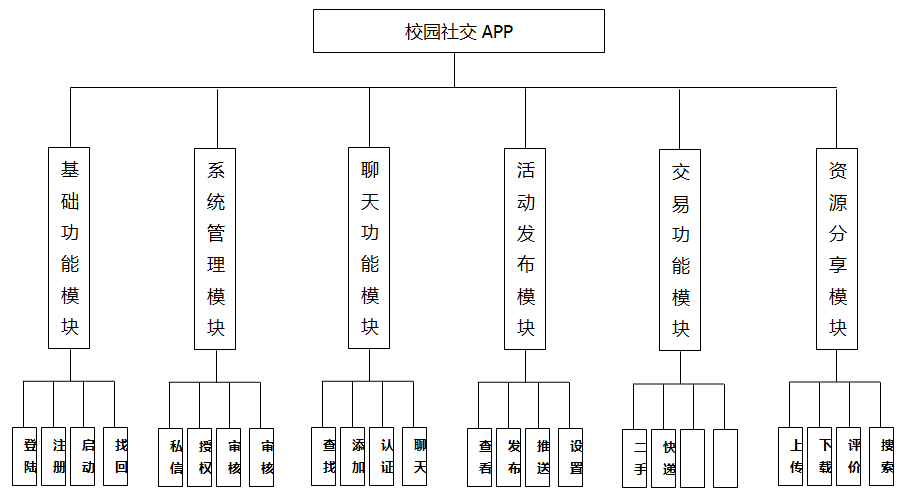 校园社交 APP
基础功能模块
系统管理模块
聊天功能模块
活动发布模块
交易功能模块
资源分享模块
登陆
注册
启动
找回
私信
授权
审核
审核
查找
添加
认证
聊天
查看
发布
推送
设置
二手
快递
上传
下载
评价
搜索